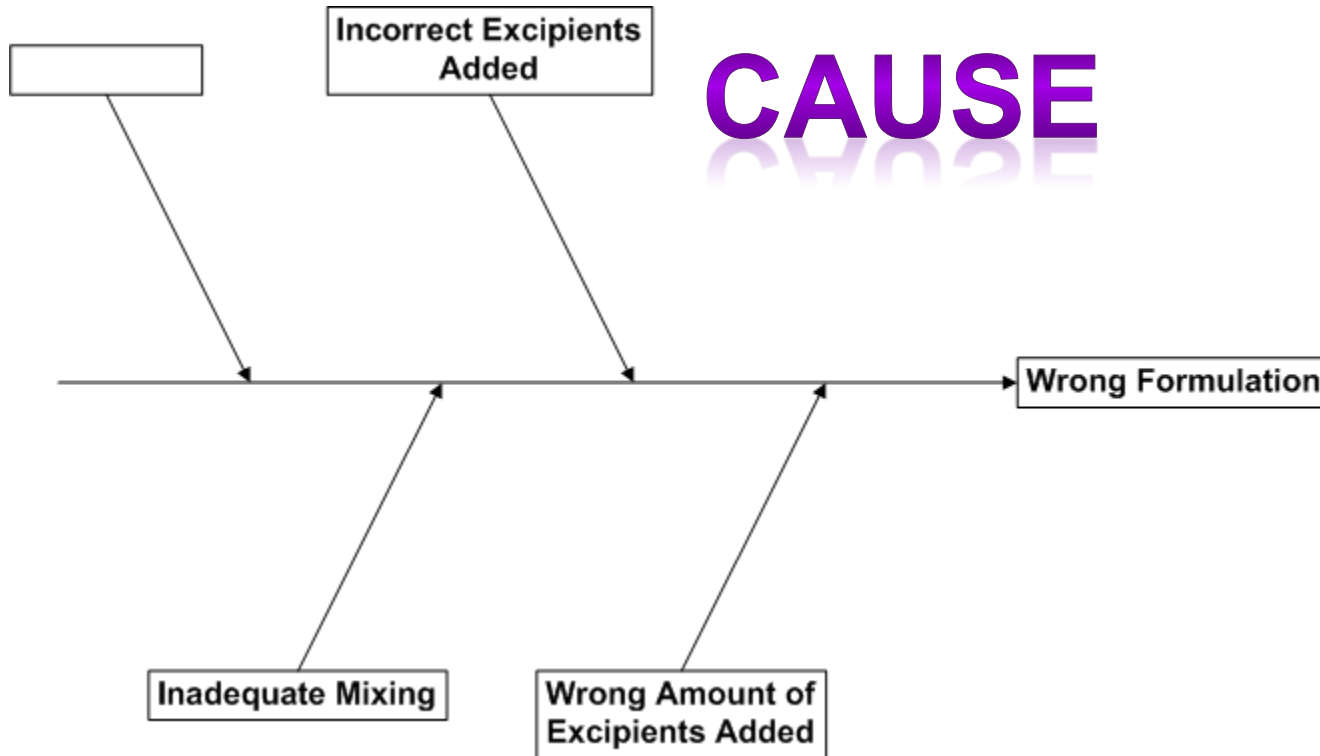 Incorrect Excipients
Added
CAUSE
Wrong Formulation
Inadequate Mixing
Wrong Amount of
Excipients Added